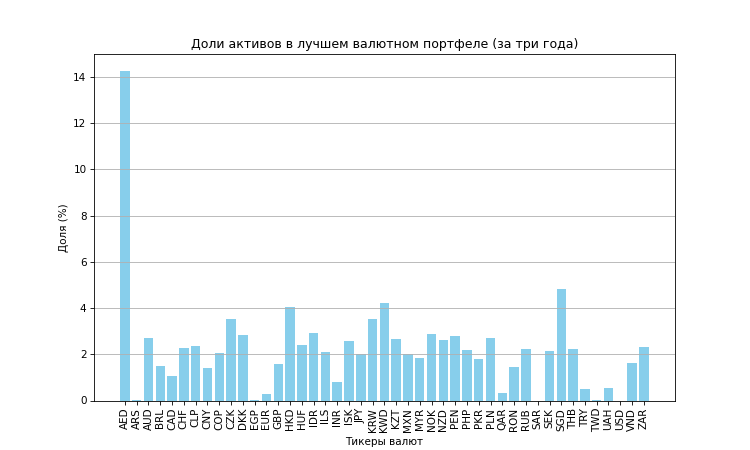 Доли активов в лучшем валютном портфеле (за три года)
Доля (%)
14
12
10
8
6
4
2
0
AED ARS AUD BRL CAD CHF CLP CNY COP CZK DKK EGP EUR GBP HKD HUF IDR ILS INR ISK JPY KRW KWD KZT MXN MYR NOK NZD PEN PHP PKR PLN QAR RON RUB SAR SEK SGD THB TRY TWD UAH USD VND ZAR
Тикеры валют